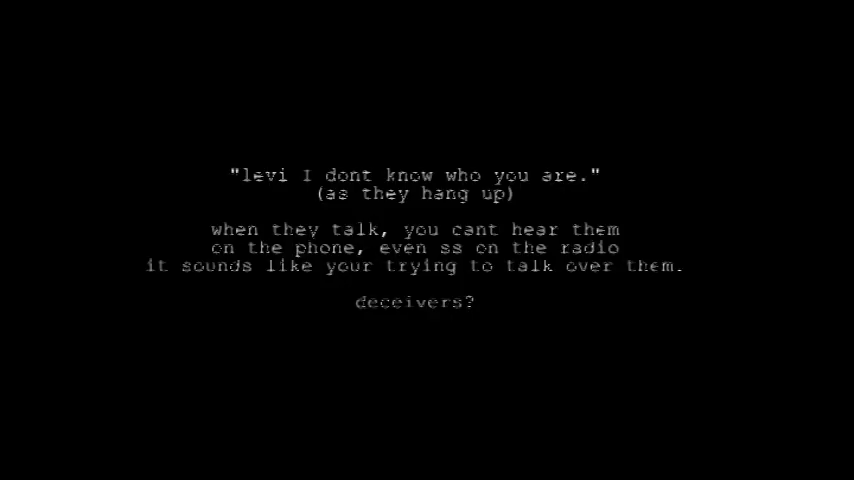 "levi I dont know who you are."
(as they hang up)
when they talk, you cant hear them
on the phone, even ss on the radio
it sounds like your trying to talk over them.
deceivers?